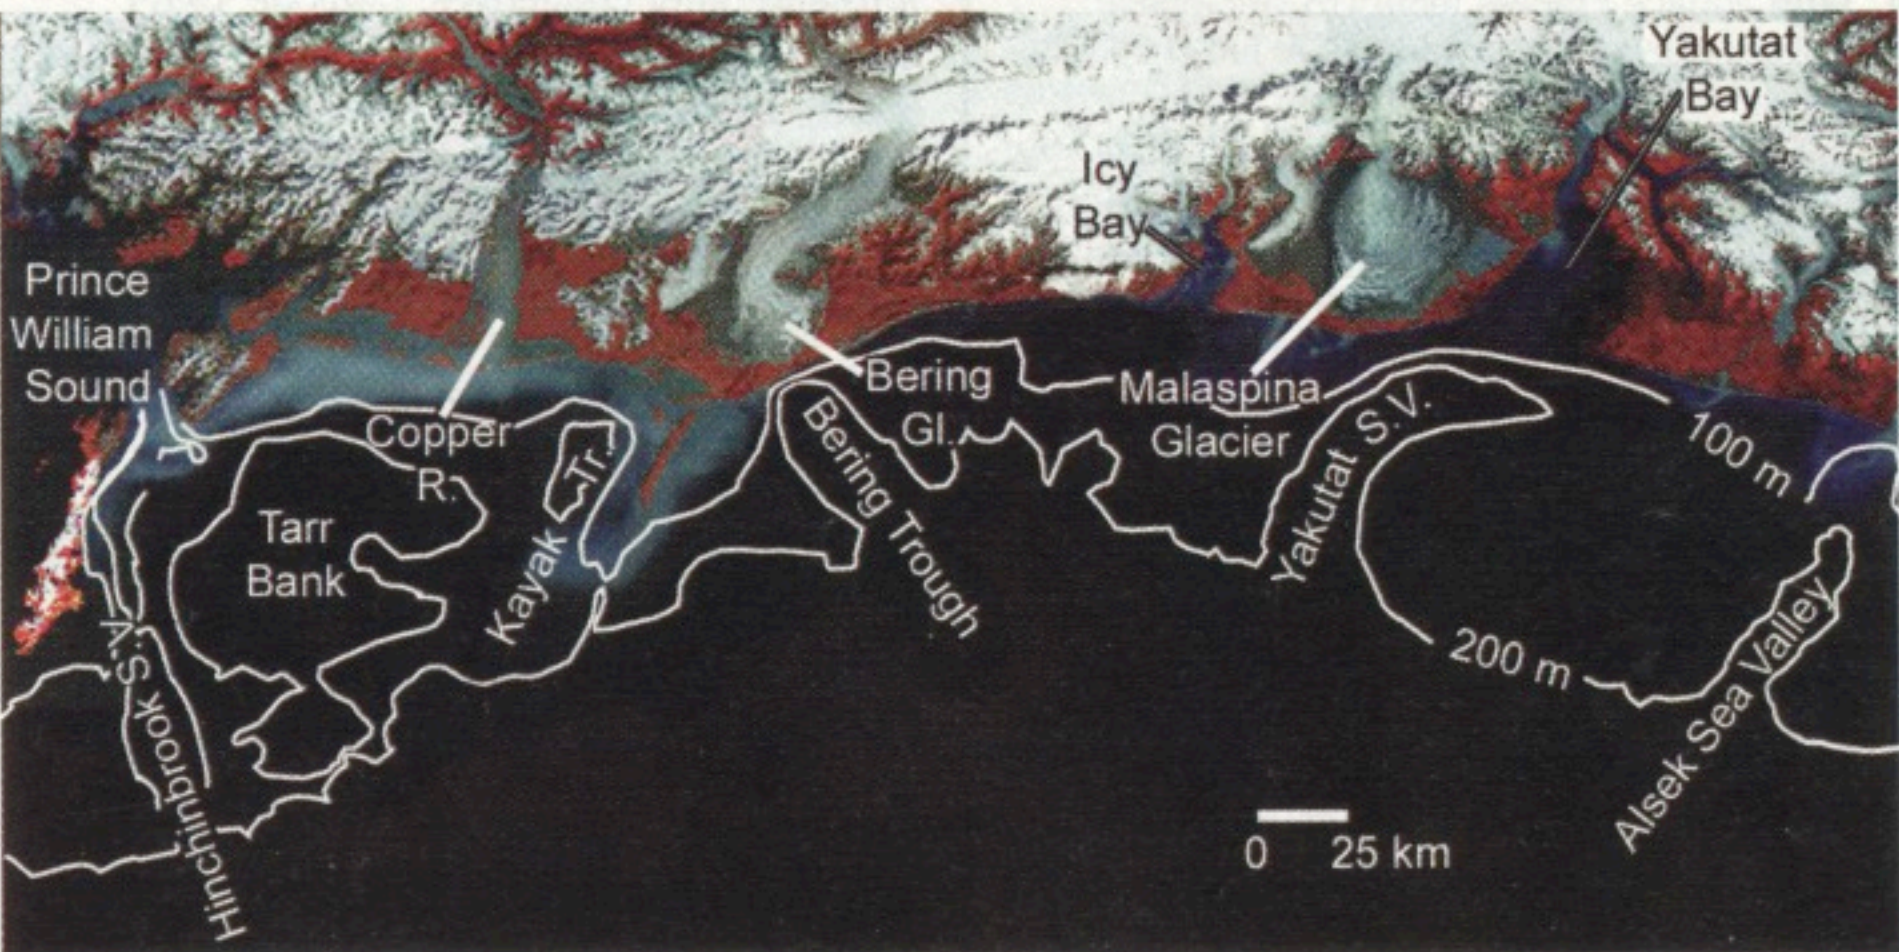 Yakutat
Bay
Icy
Bay
Prince
William
Sound
Bering
Gl.
Malaspina
Glacier
Copper
R.
Kayak Tr.
Bering Trough
Yakutat S.V.
100 m
Tarr
Bank
200 m
Alsek Sea Valley
Hinchinbrook S.V.
0 25 km